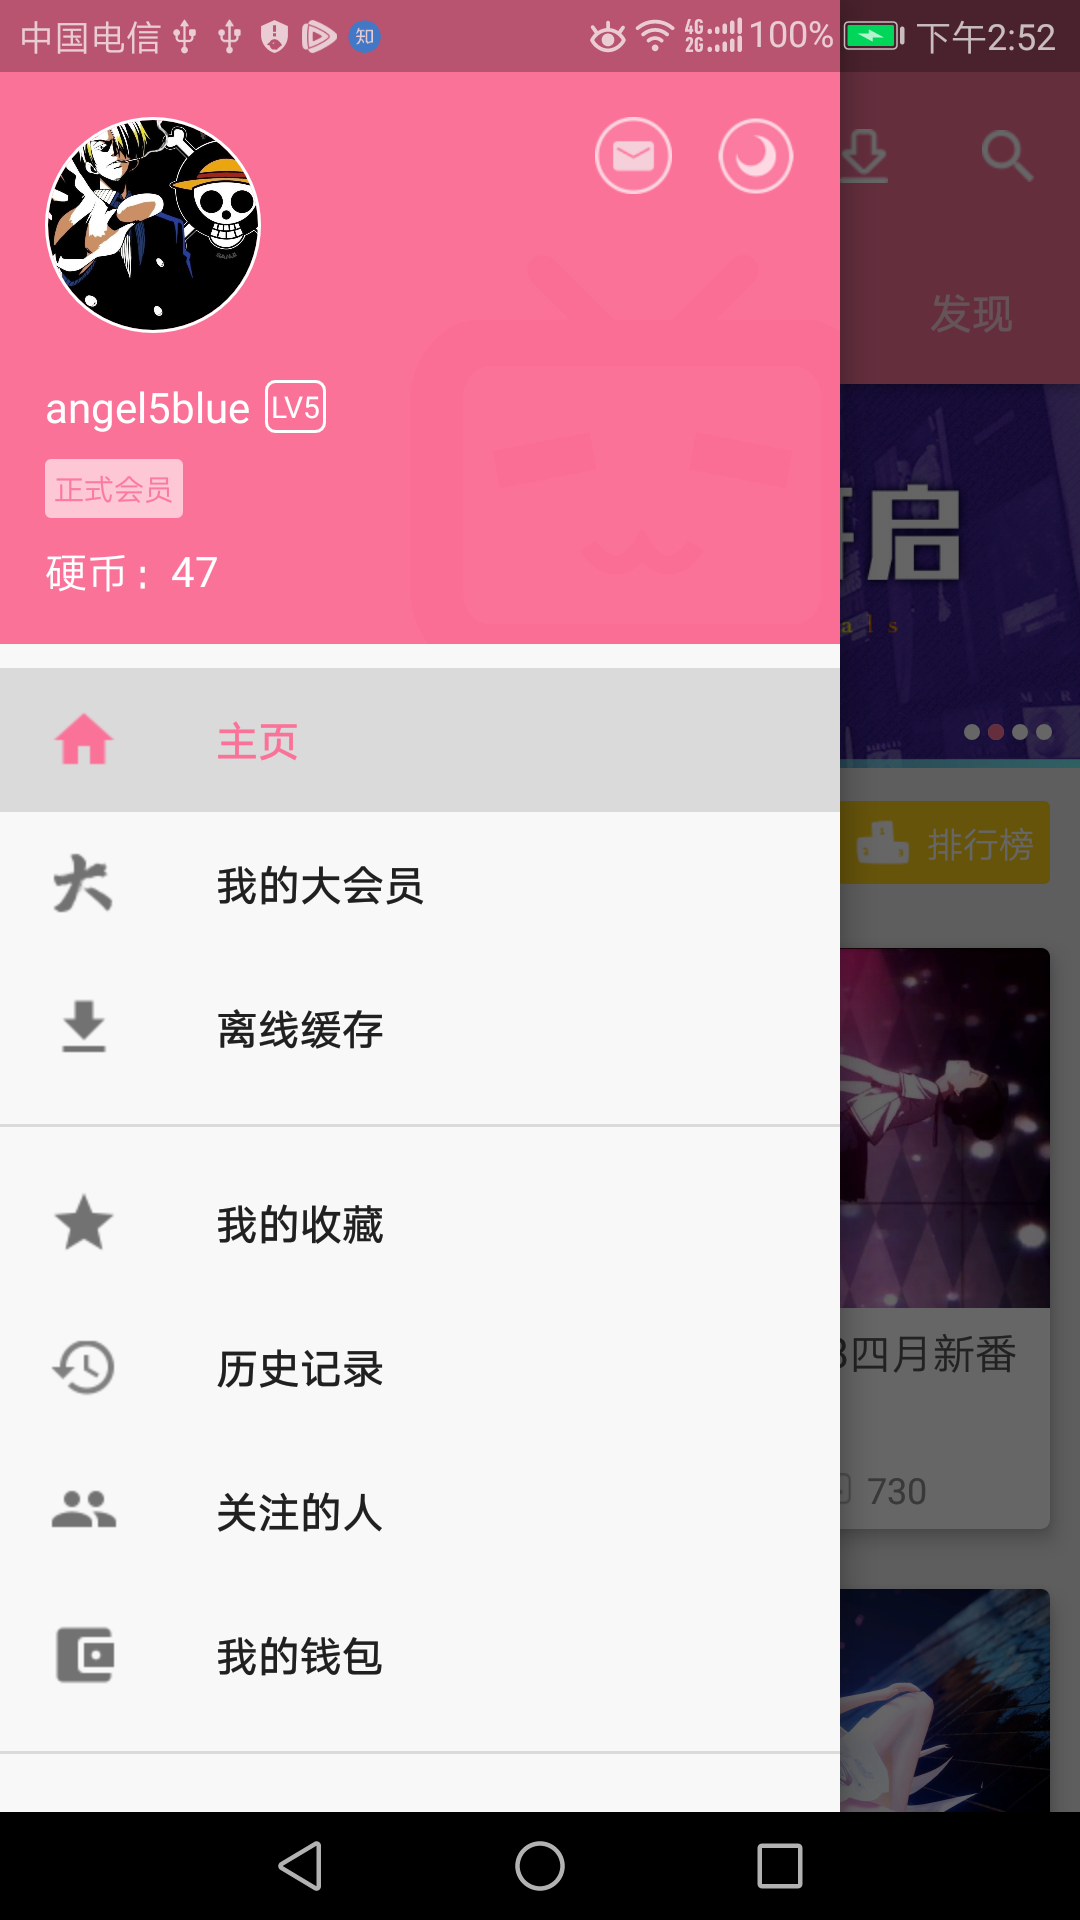 中国电信 知 4G 2G 100% 下午2:52
发现
angel5blue LV5
正式会员
硬币：47
启
als
主页
排行榜
我的大会员
离线缓存
我的收藏
四月新番
历史记录
730
关注的人
我的钱包